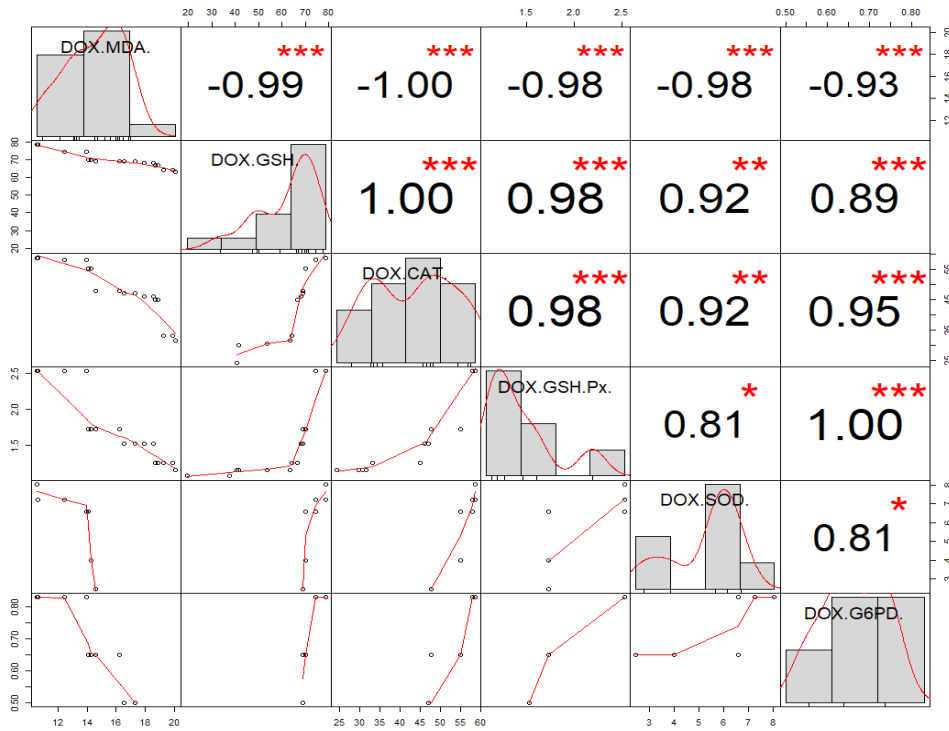 20 30 40 50 60 70 80
1.5 2.0 2.5
0.50 0.60 0.70 0.80
DOX.MDA.
*** -0.99
*** -1.00
*** -0.98
*** -0.98
*** -0.93
12 14 16 18 20
20 30 40 50 60 70 80
DOX.GSH.
*** 1.00
*** 0.98
** 0.92
*** 0.89
DOX.CAT.
*** 0.98
** 0.92
*** 0.95
25 35 45 55
1.5 2.0 2.5
DOX.GSH.Px.
* 0.81
*** 1.00
DOX.SOD.
* 0.81
3 4 5 6 7 8
0.50 0.60 0.70 0.80
DOX.G6PD.
12 14 16 18 20
25 30 35 40 45 50 55 60
3 4 5 6 7 8